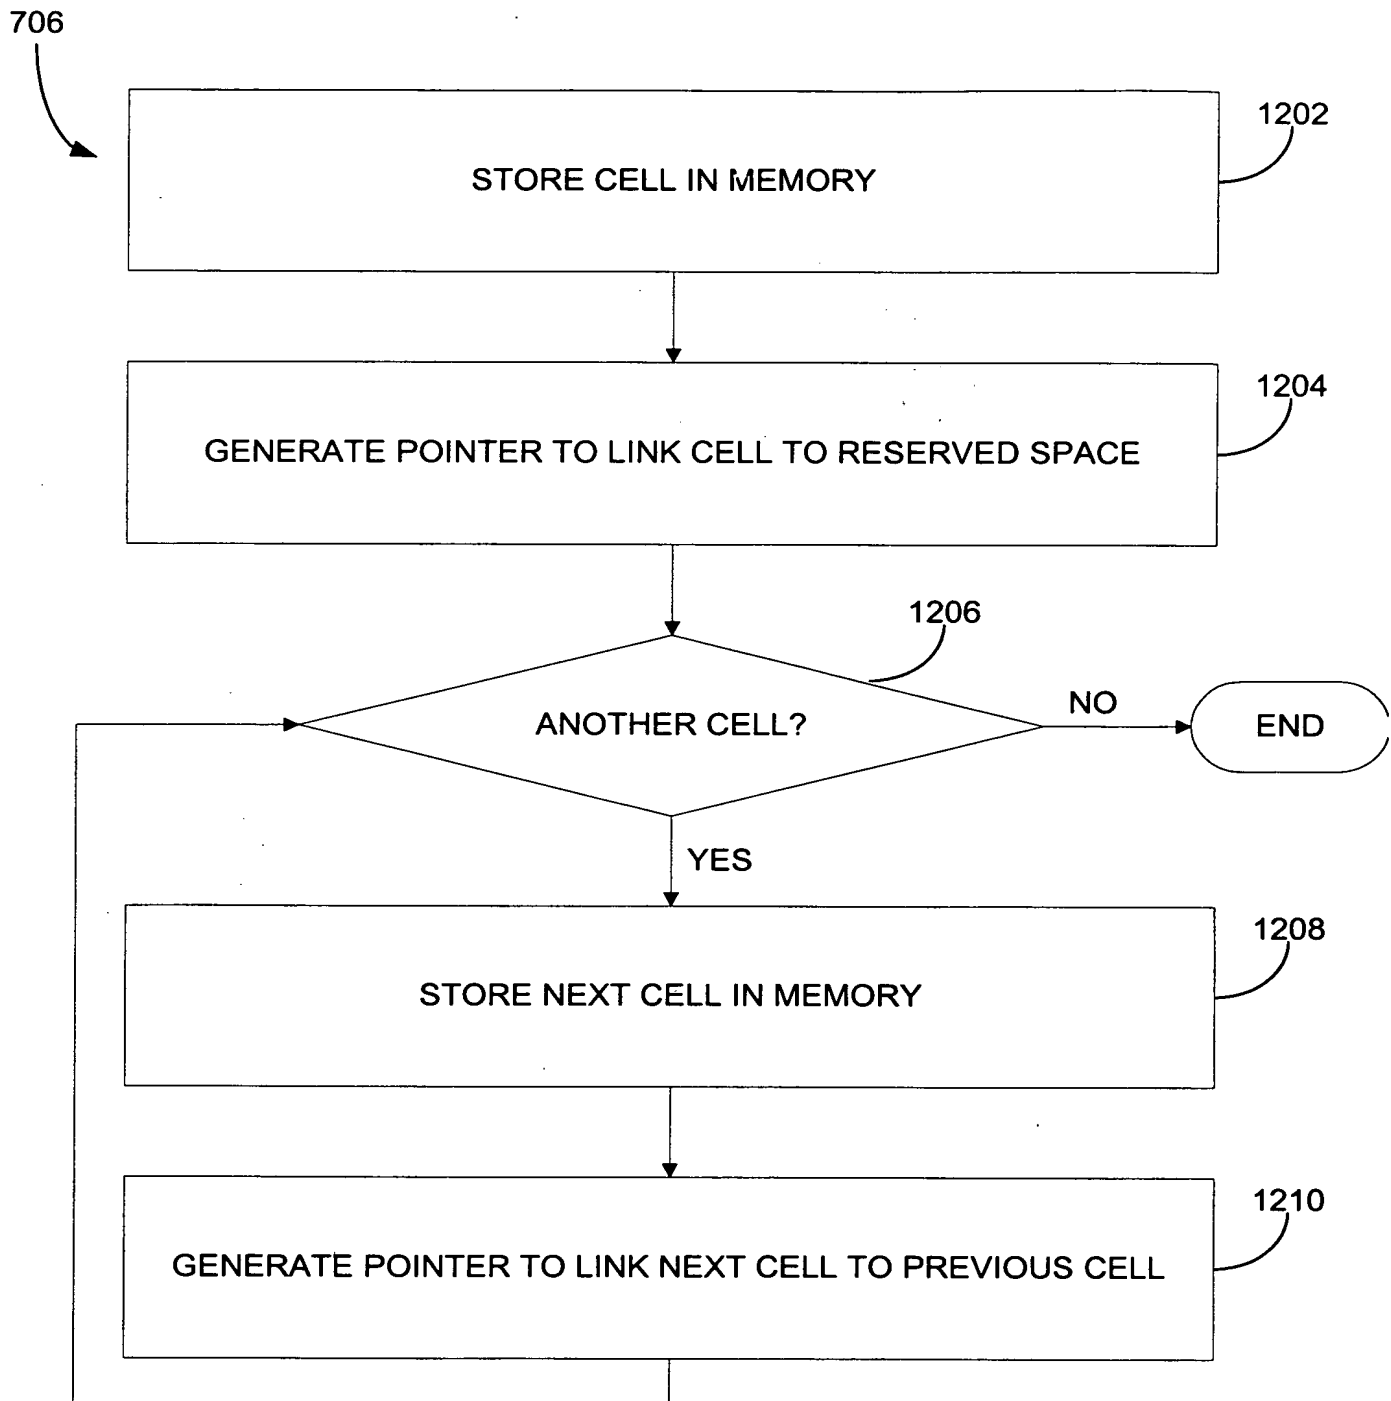 706
1202
STORE CELL IN MEMORY
1204
GENERATE POINTER TO LINK CELL TO RESERVED SPACE
1206
ANOTHER CELL?
NO
END
YES
1208
STORE NEXT CELL IN MEMORY
1210
GENERATE POINTER TO LINK NEXT CELL TO PREVIOUS CELL